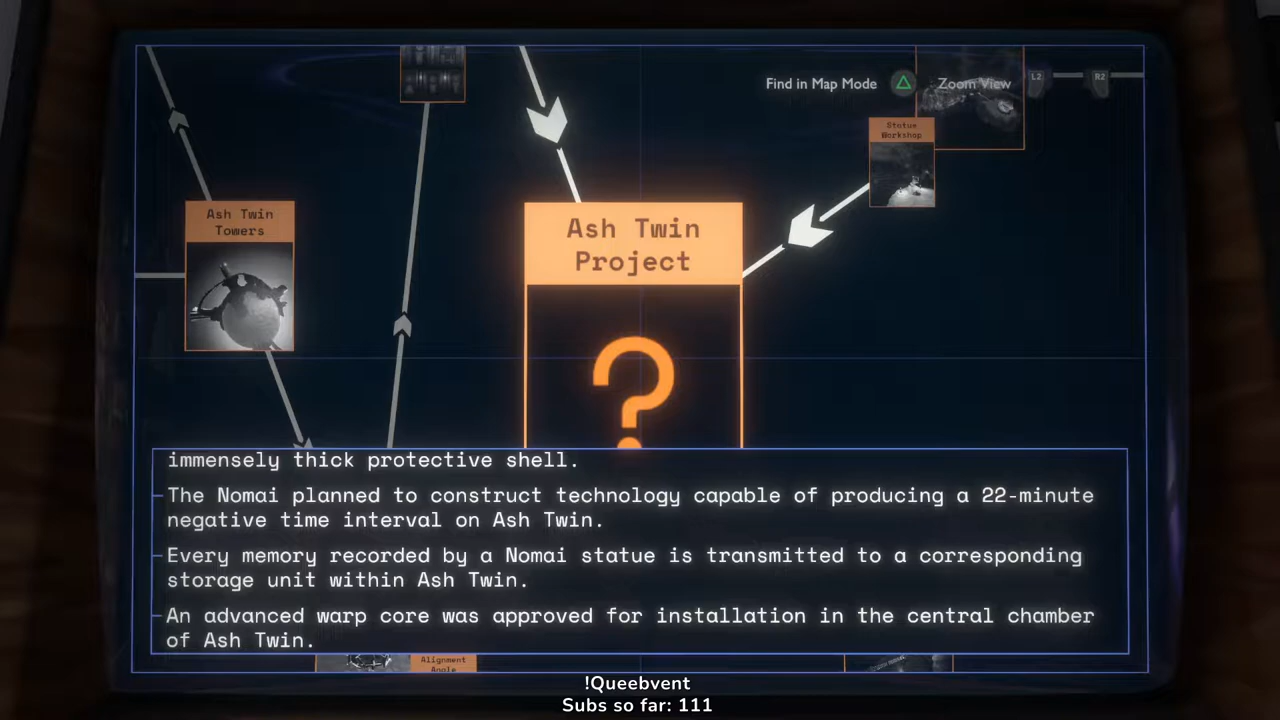 Find in Map Mode
Zoom View
L2
R2
Statue
Workshop
Ash Twin
Towers
Ash Twin
Project
?
immensely thick protective shell.
The Nomai planned to construct technology capable of producing a 22-minute
negative time interval on Ash Twin.
Every memory recorded by a Nomai statue is transmitted to a corresponding
storage unit within Ash Twin.
An advanced warp core was approved for installation in the central chamber
of Ash Twin.
Alignment
Angle
!Queebvent
Subs so far: 111